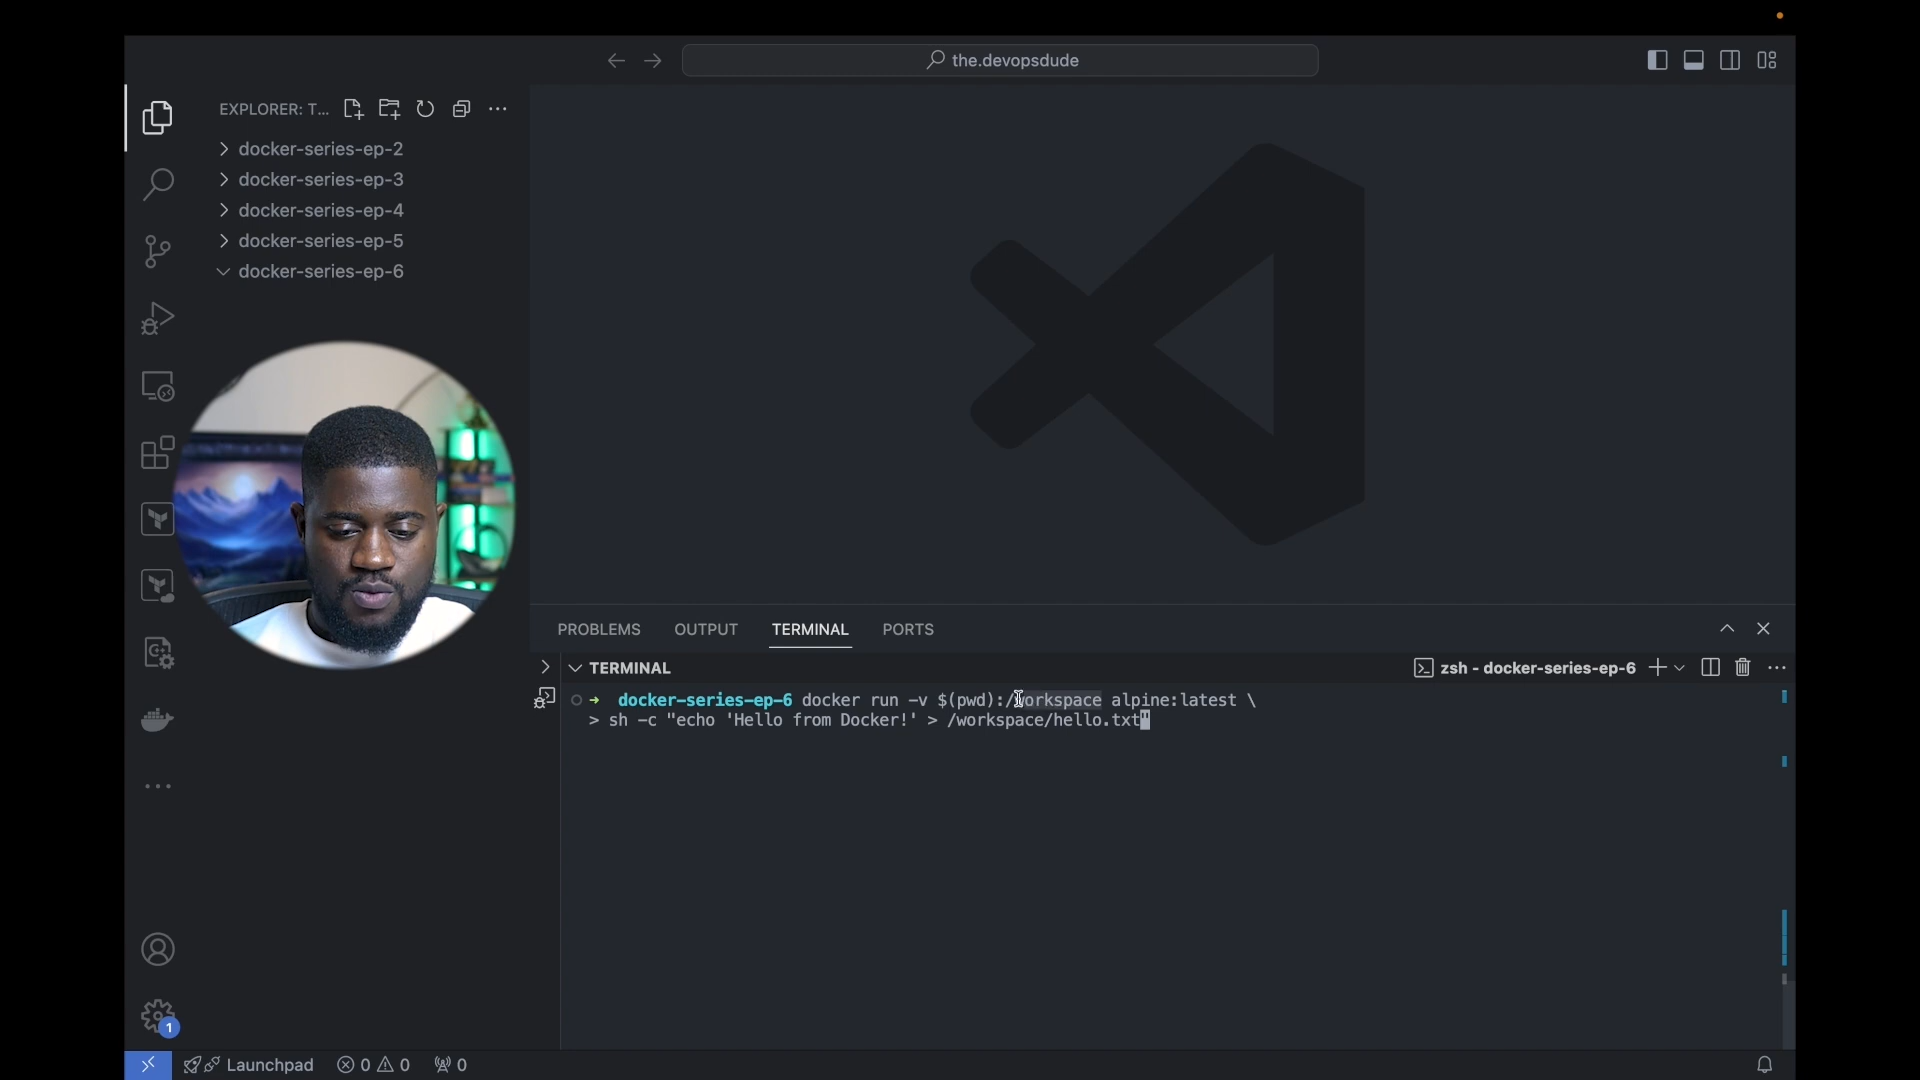 the.devopsdude
EXPLORER: T...
docker-series-ep-2
docker-series-ep-3
docker-series-ep-4
docker-series-ep-5
docker-series-ep-6
PROBLEMS OUTPUT TERMINAL PORTS
TERMINAL
zsh - docker-series-ep-6
→ docker-series-ep-6 docker run -v $(pwd):/workspace alpine:latest \
> sh -c "echo 'Hello from Docker!' > /workspace/hello.txt"
1
Launchpad 0 0 0